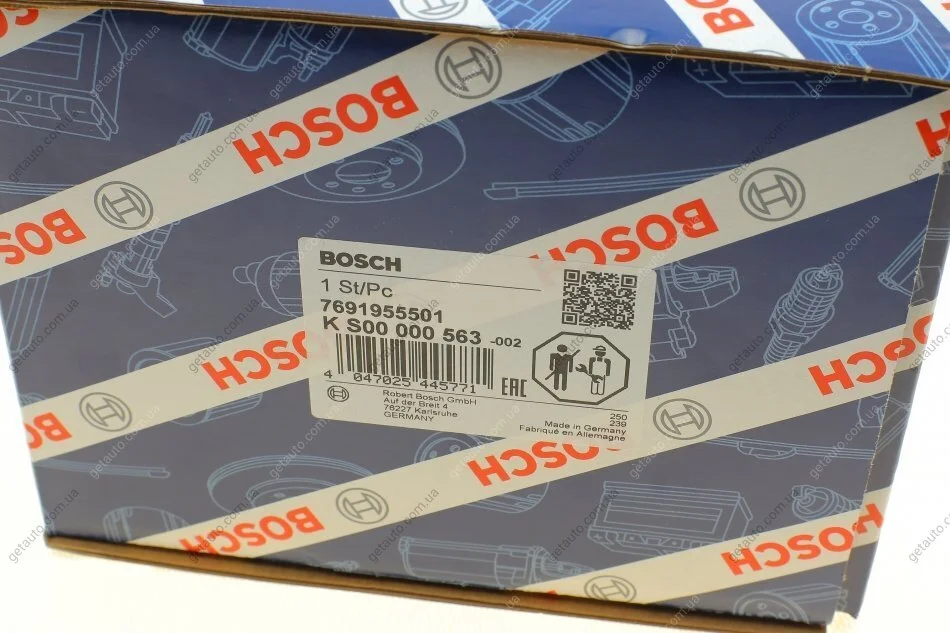 BOSCH
BOSCH
BOSCH
BOSCH
BOSCH
BOSCH
1 St/Pc
7691955501
K S00 000 563 -002
4 047025 445771
EAC
Robert Bosch GmbH
Auf der Breit 4
76227 Karlsruhe
GERMANY
250
239
Made in Germany
Fabriqué en Allemagne
BOSCH
BOSCH
BOSCH
BOSCH
getauto.com.ua